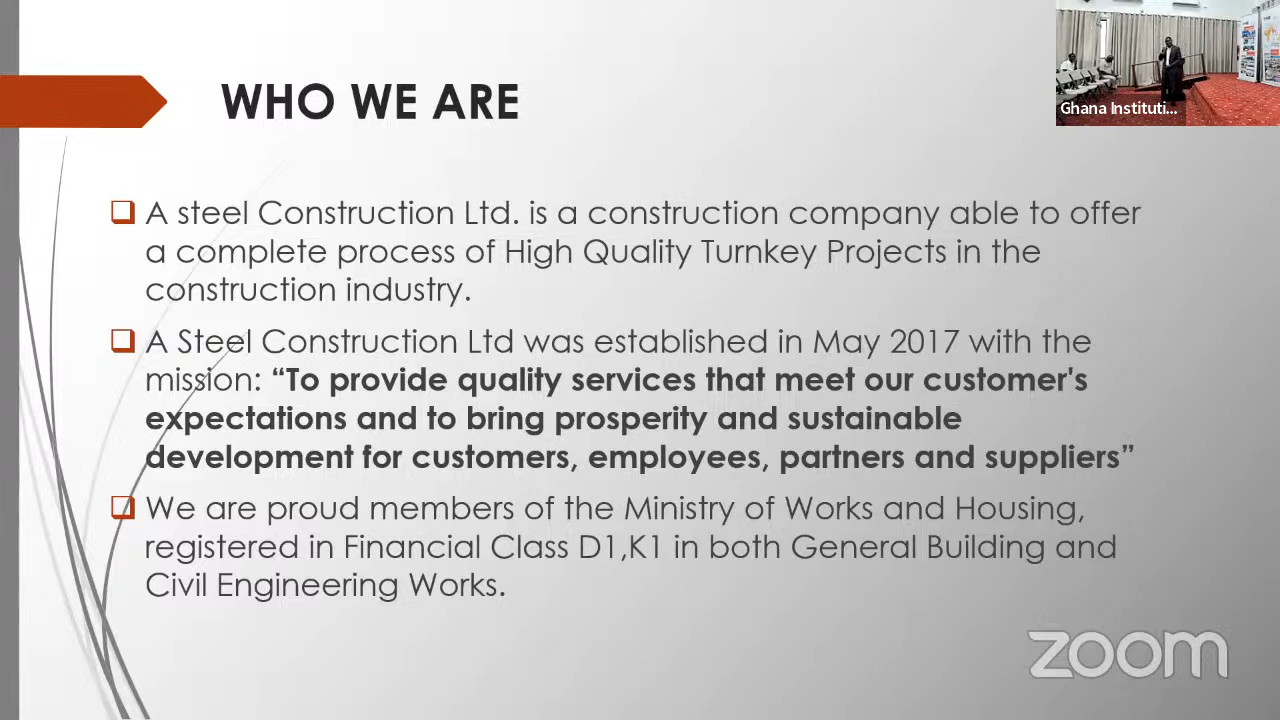 WHO WE ARE
Ghana Instituti...
A steel Construction Ltd. is a construction company able to offer
a complete process of High Quality Turnkey Projects in the
construction industry.
A Steel Construction Ltd was established in May 2017 with the
mission: “To provide quality services that meet our customer's
expectations and to bring prosperity and sustainable
development for customers, employees, partners and suppliers”
We are proud members of the Ministry of Works and Housing,
registered in Financial Class D1,K1 in both General Building and
Civil Engineering Works.
zoom